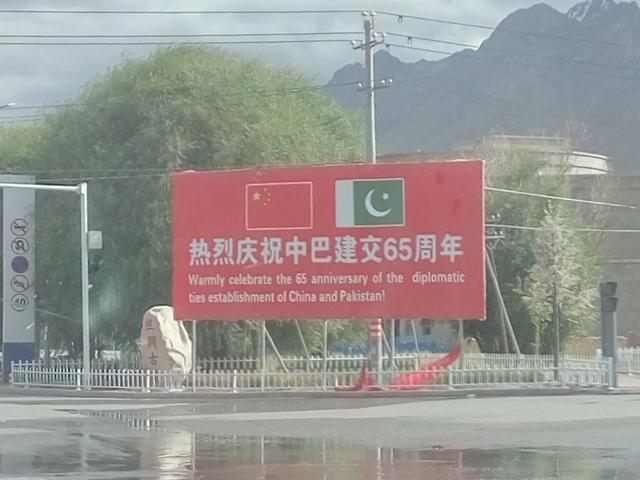 热烈庆祝中巴建交65周年
Warmly celebrate the 65 anniversary of the diplomatic
ties establishment of China and Pakistan!